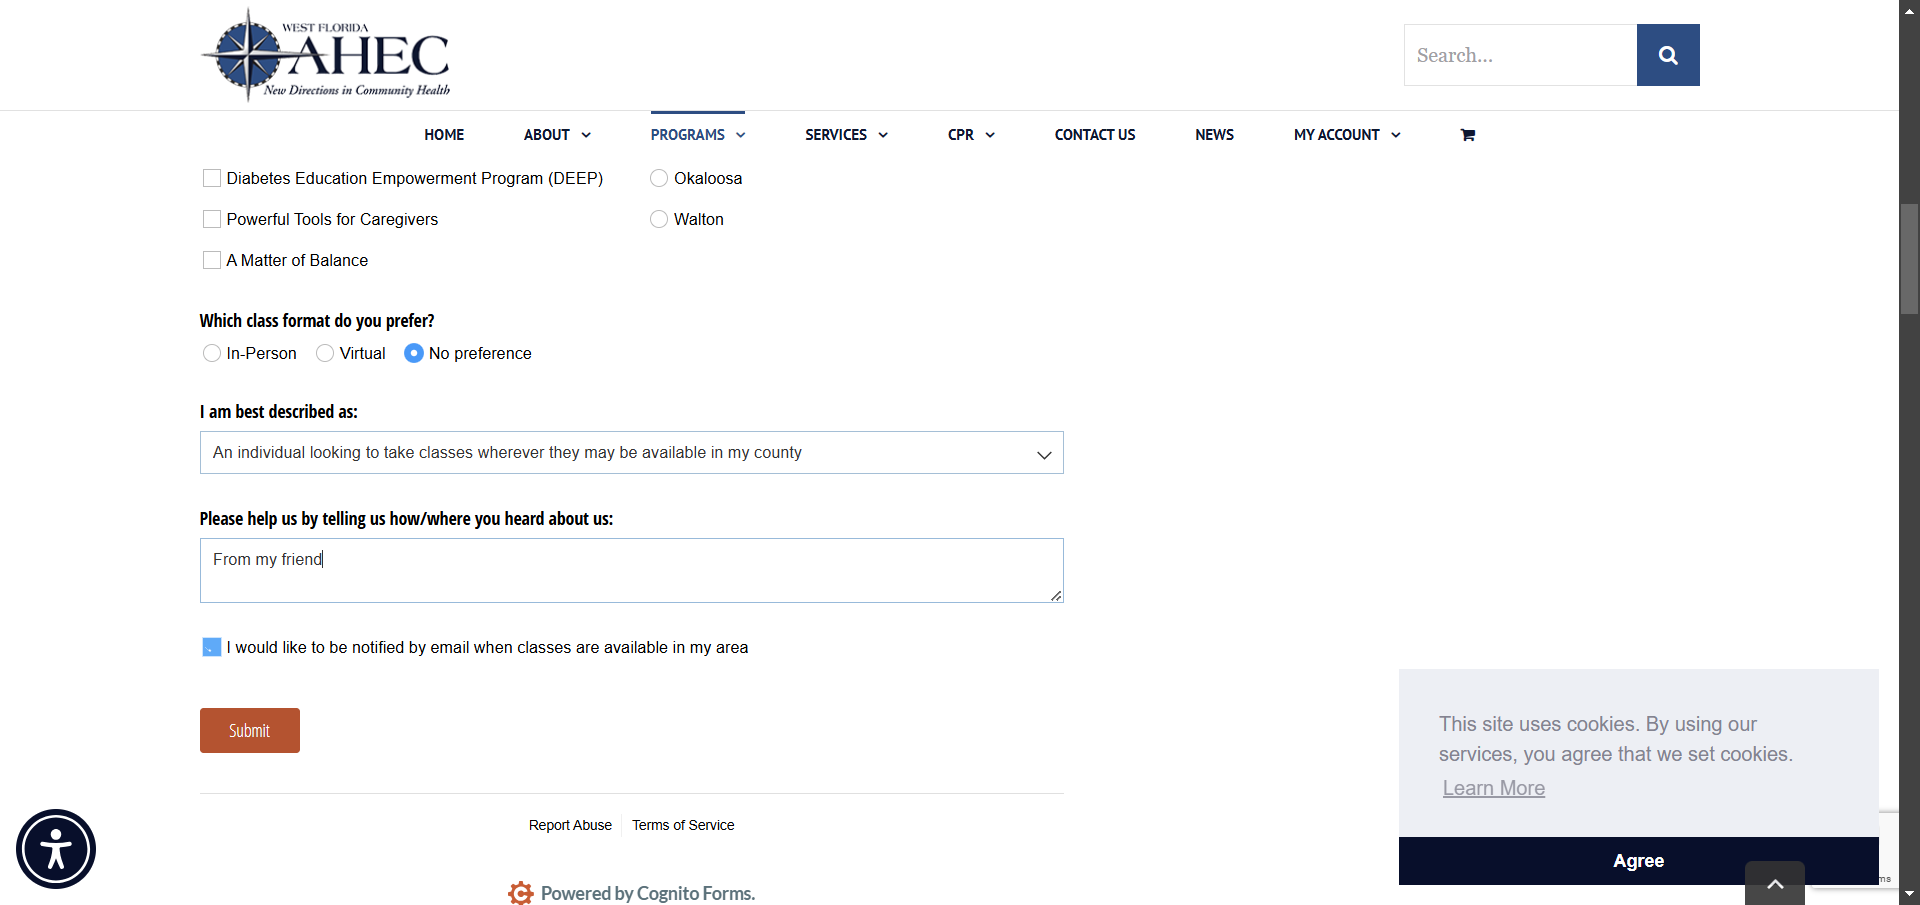 WEST FLORIDA
AHEC
New Directions in Community Health
Search...
HOME ABOUT PROGRAMS SERVICES CPR CONTACT US NEWS MY ACCOUNT
Diabetes Education Empowerment Program (DEEP) Okaloosa
Powerful Tools for Caregivers Walton
A Matter of Balance
Which class format do you prefer?
In-Person Virtual No preference
I am best described as:
An individual looking to take classes wherever they may be available in my county
Please help us by telling us how/where you heard about us:
From my friend
I would like to be notified by email when classes are available in my area
Submit
This site uses cookies. By using our
services, you agree that we set cookies.
Learn More
Agree
Report Abuse Terms of Service
Powered by Cognito Forms.